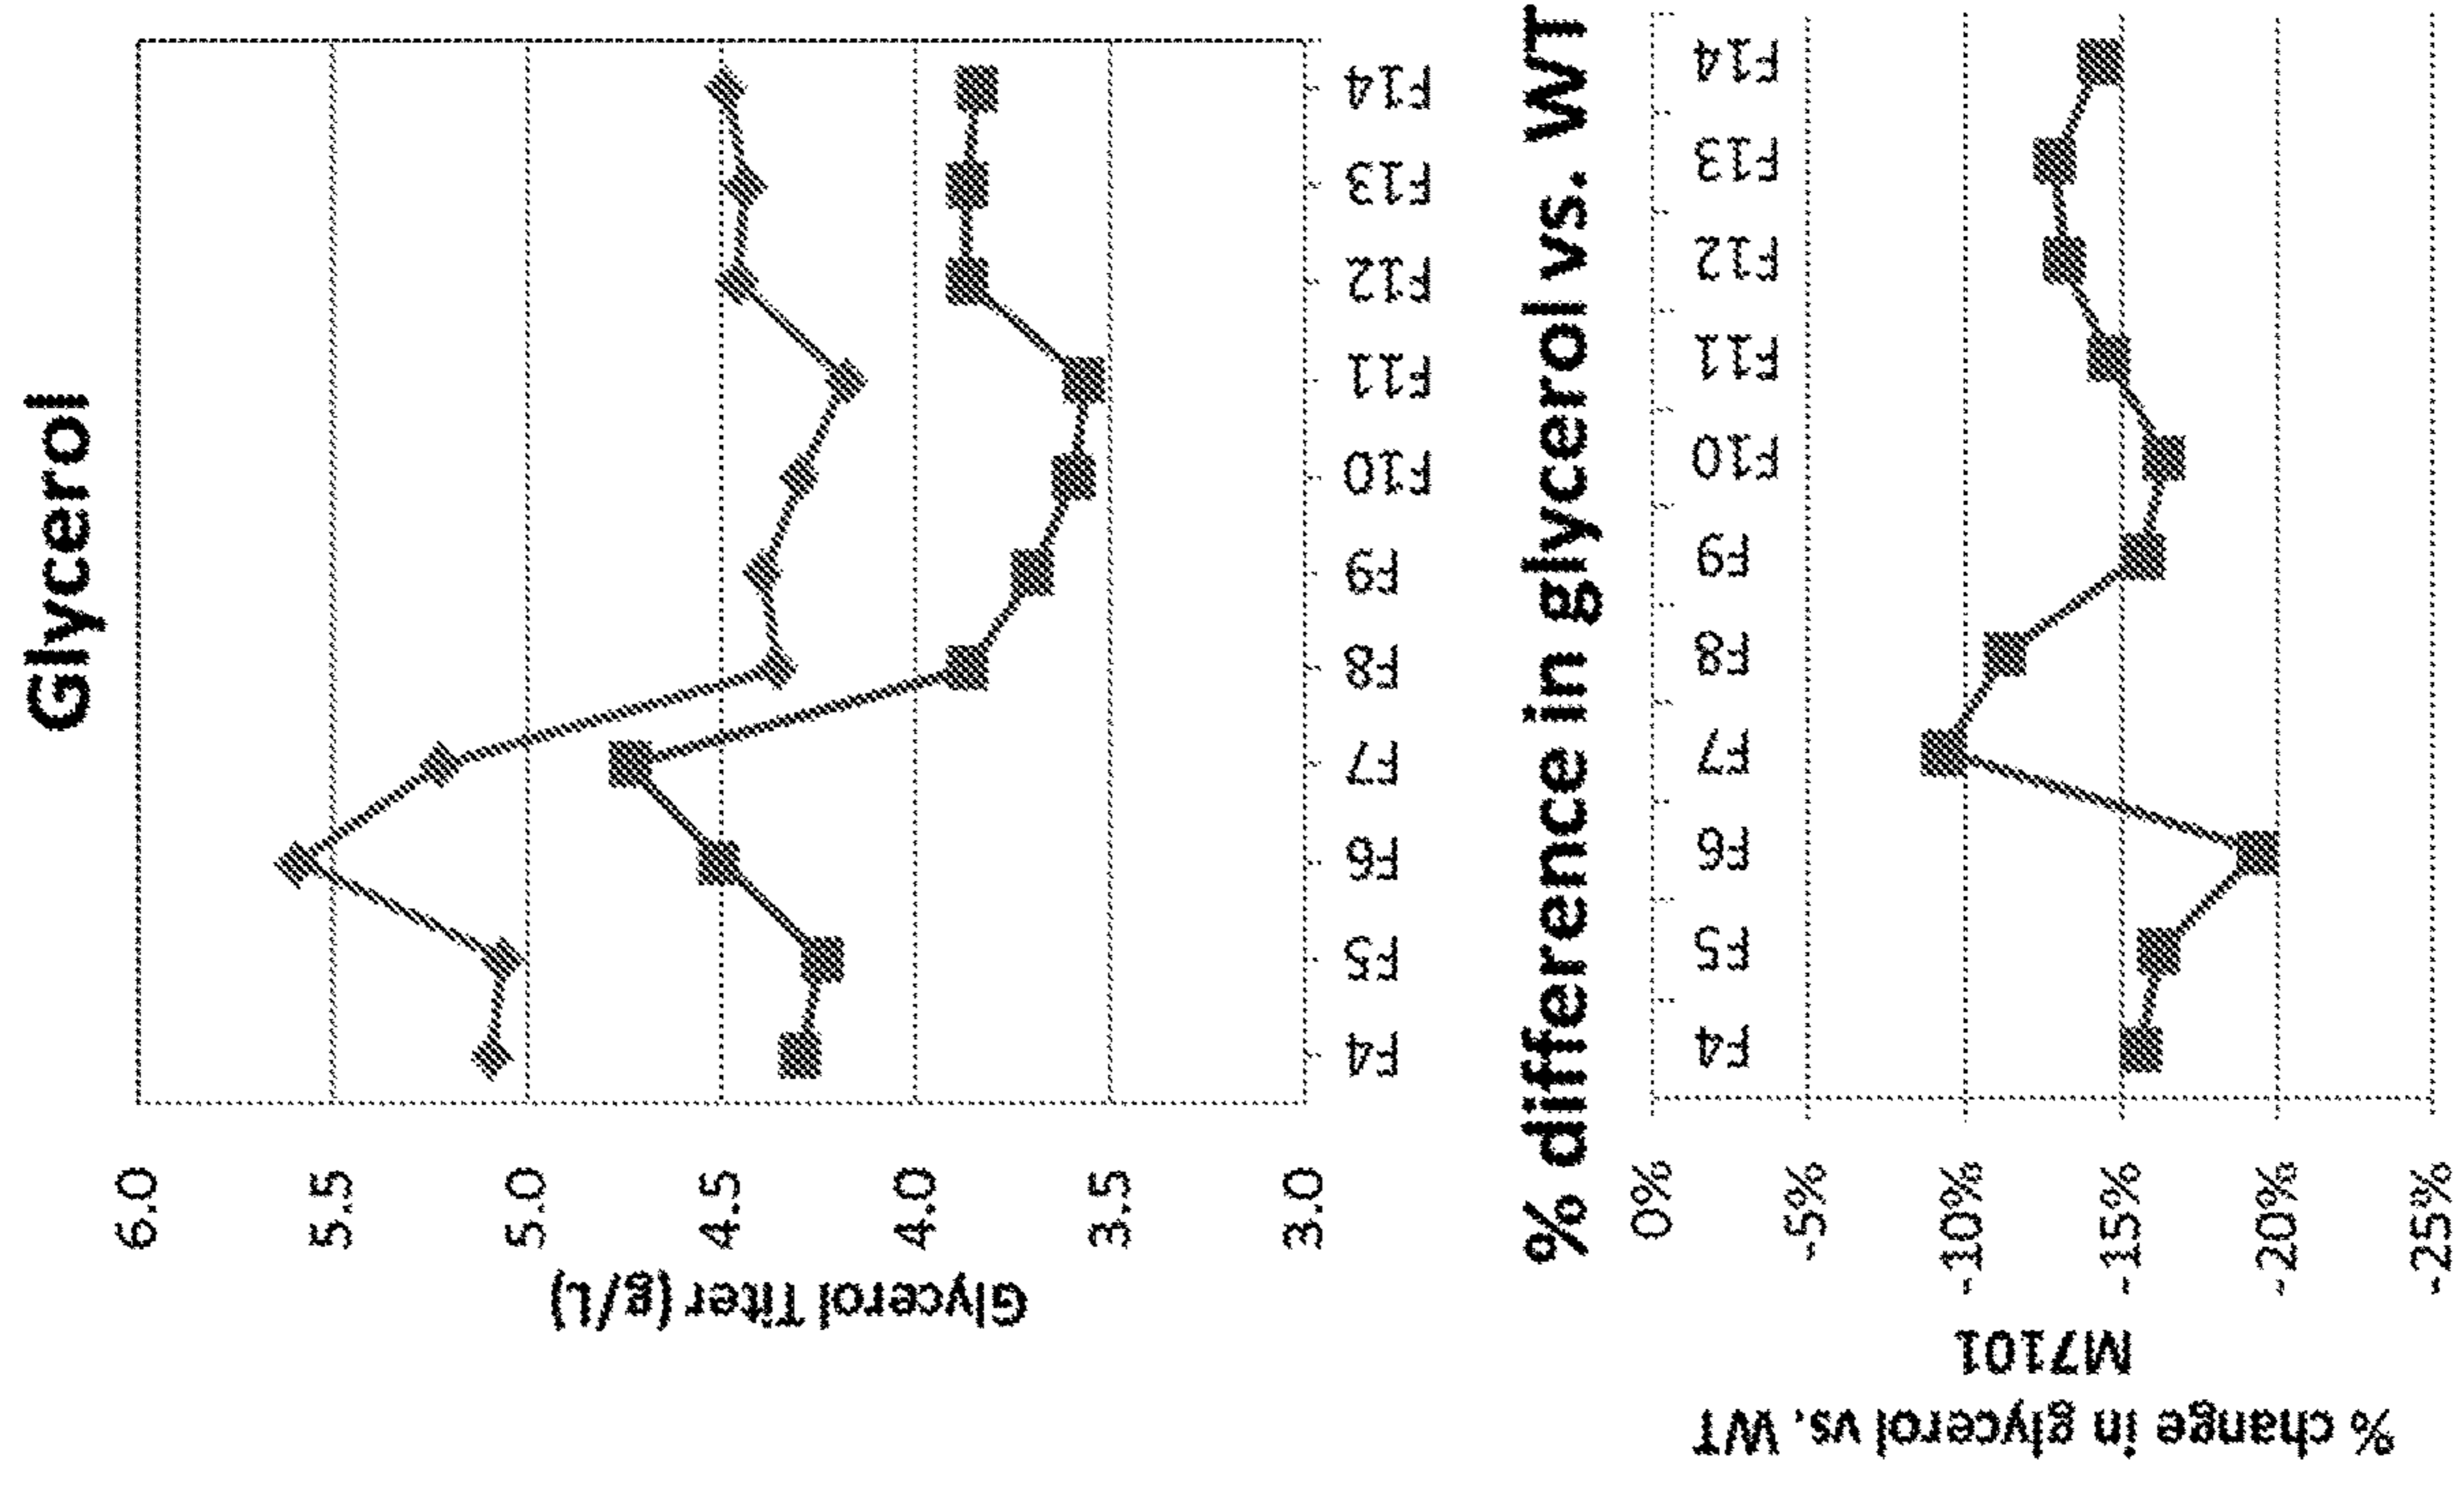 Glycerol
Glycerol Titer (g/L)
6.0
5.5
5.0
4.5
4.0
3.5
3.0
F4 F5 F6 F7 F8 F9 F10 F11 F12 F13 F14
% difference in glycerol vs. WT
% change in glycerol vs. WT
M7101
0%
-5%
-10%
-15%
-20%
-25%
F4 F5 F6 F7 F8 F9 F10 F11 F12 F13 F14